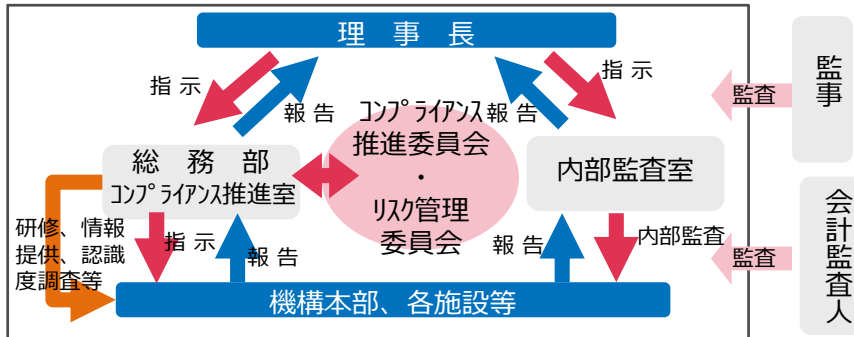 理 事 長
指 示
報 告
コンプライアンス
推進委員会
・
リスク管理
委員会
報 告
指 示
監査
監事
総 務 部
コンプライアンス推進室
内部監査室
研修、情報
提供、認識
度調査等
指 示
報 告
報 告
内部監査
監査
会計監査人
機構本部、各施設等